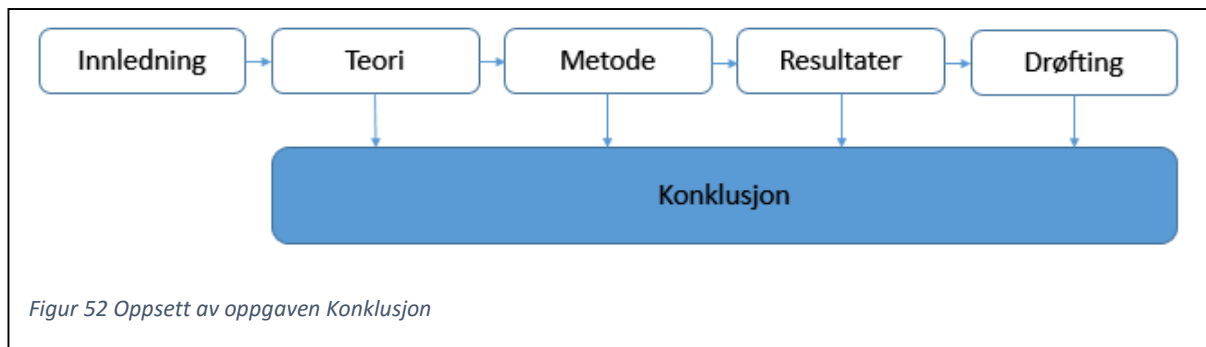 Innledning
Teori
Metode
Resultater
Drøfting
Konklusjon
Figur 52 Oppsett av oppgaven Konklusjon